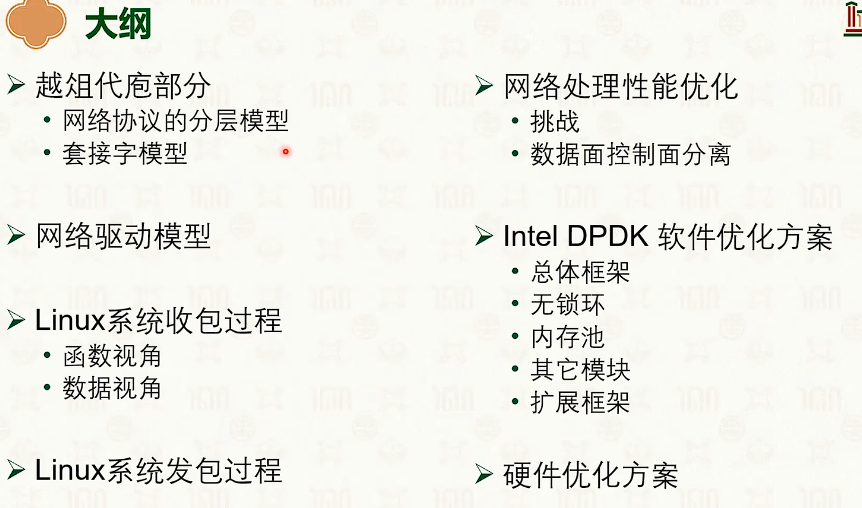 大纲
越俎代庖部分
网络协议的分层模型
套接字模型
网络驱动模型
Linux系统收包过程
函数视角
数据视角
Linux系统发包过程
网络处理性能优化
挑战
数据面控制面分离
Intel DPDK 软件优化方案
总体框架
无锁环
内存池
其它模块
扩展框架
硬件优化方案